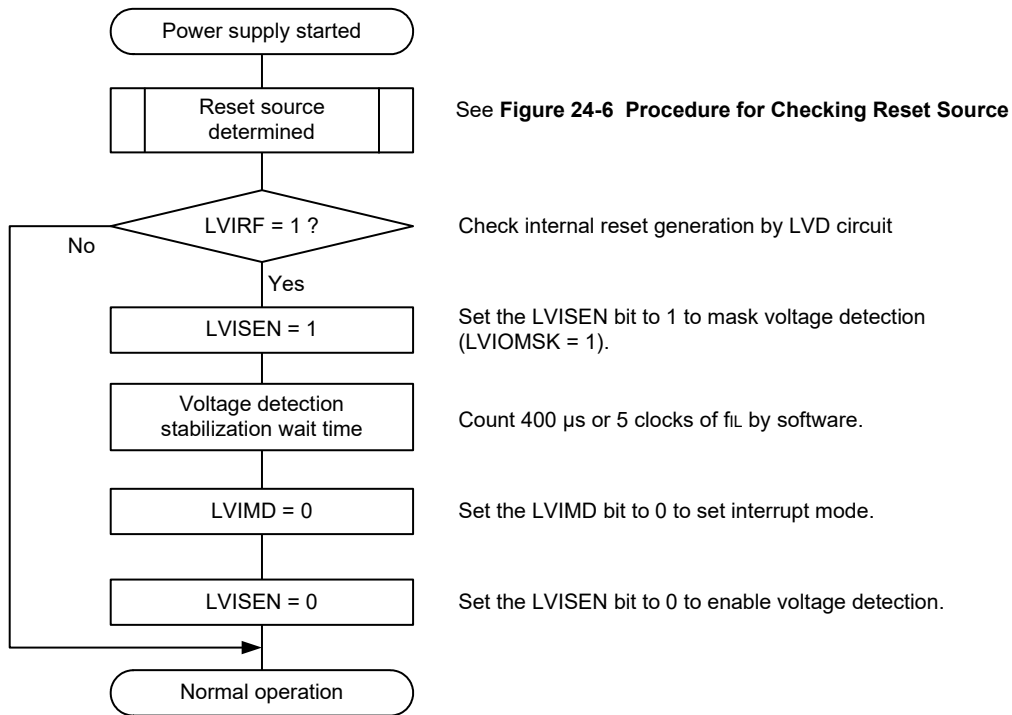 Power supply started
Reset source
determined
See Figure 24-6 Procedure for Checking Reset Source
LVIRF = 1 ?
Check internal reset generation by LVD circuit
No
Yes
LVISEN = 1
Set the LVISEN bit to 1 to mask voltage detection
(LVIOMSK = 1).
Voltage detection
stabilization wait time
Count 400 μs or 5 clocks of fIL by software.
LVIMD = 0
Set the LVIMD bit to 0 to set interrupt mode.
LVISEN = 0
Set the LVISEN bit to 0 to enable voltage detection.
Normal operation